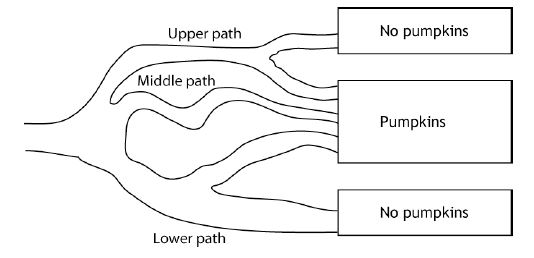 Upper path
No pumpkins
Middle path
Pumpkins
No pumpkins
Lower path